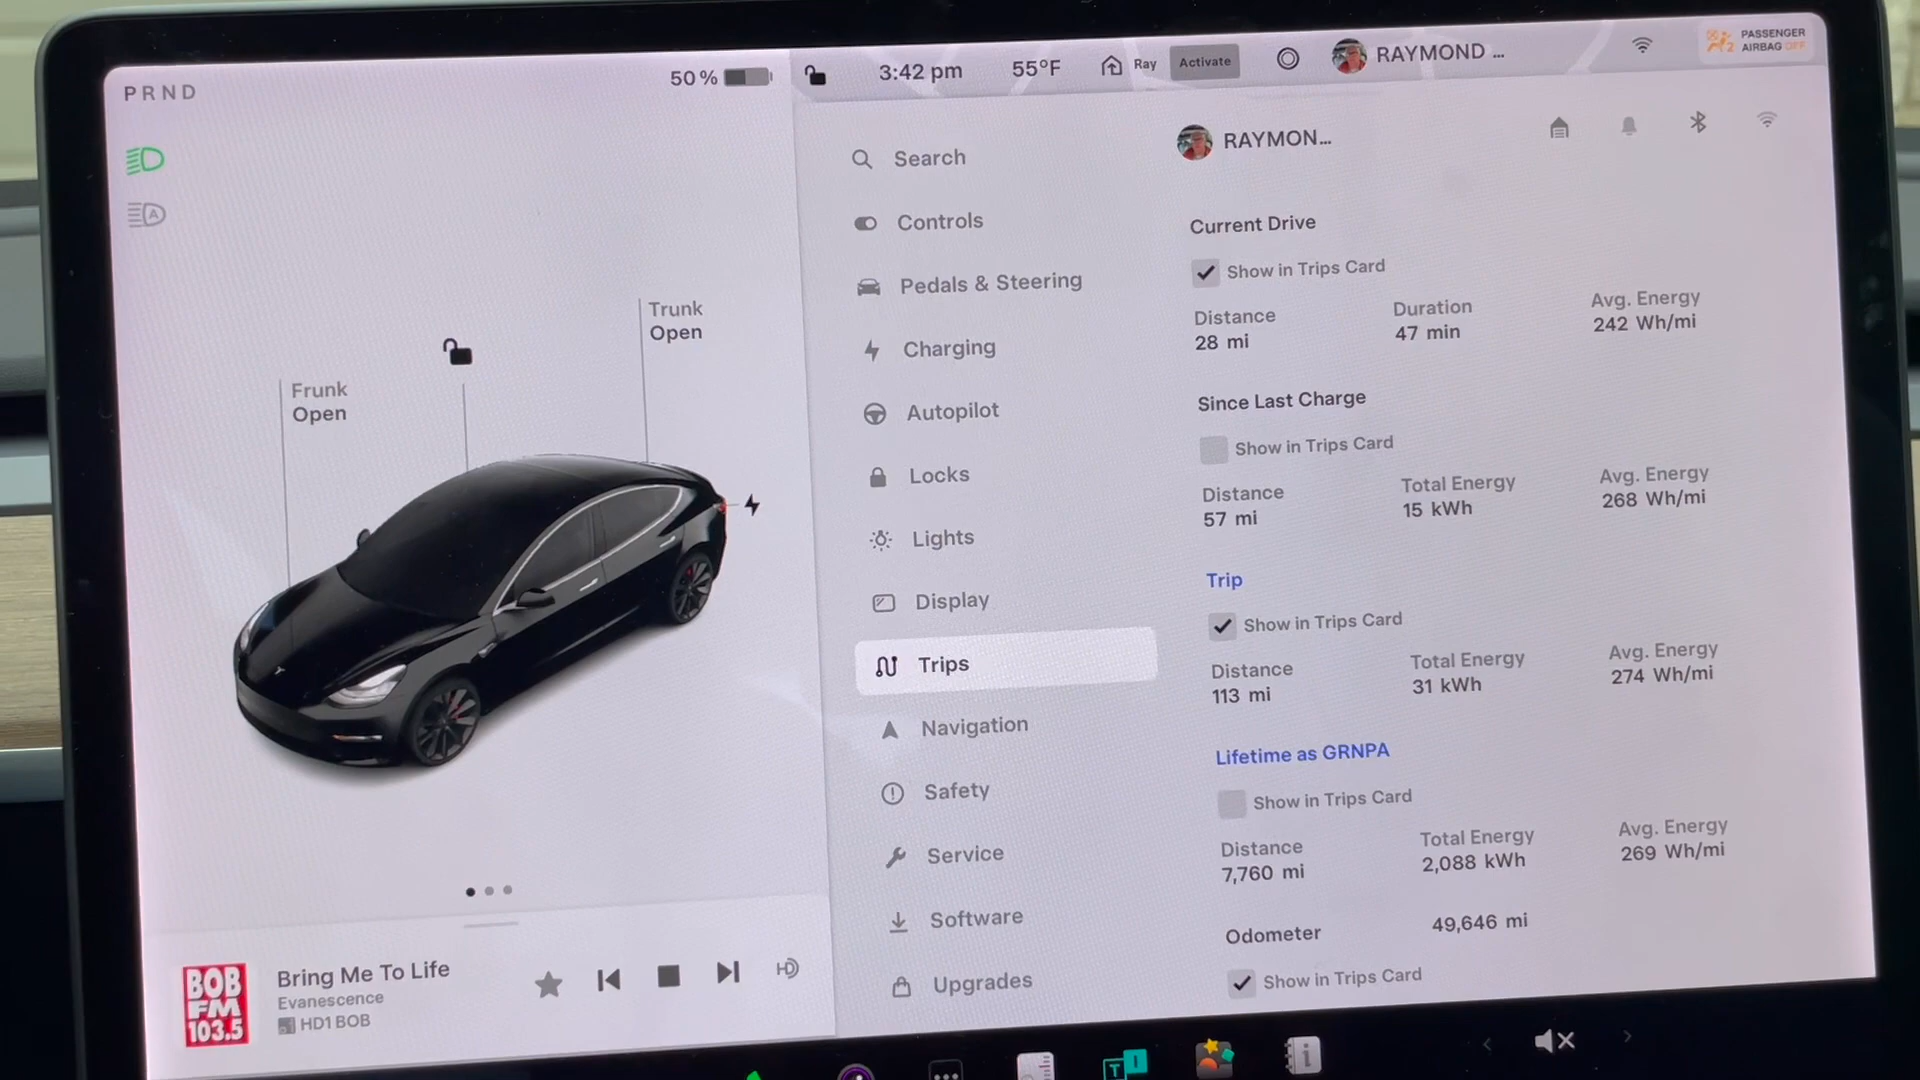 PRND
50 %
3:42 pm
55°F
Ray
Activate
RAYMOND ...
PASSENGER
AIRBAG OFF
Trunk
Open
Frunk
Open
Search
Controls
Pedals & Steering
Charging
Autopilot
Locks
Lights
Display
Trips
Navigation
Safety
Service
Software
Upgrades
RAYMON...
Current Drive
Show in Trips Card
Distance Duration Avg. Energy
28 mi 47 min 242 Wh/mi
Since Last Charge
Show in Trips Card
Distance Total Energy Avg. Energy
57 mi 15 kWh 268 Wh/mi
Trip
Show in Trips Card
Distance Total Energy Avg. Energy
113 mi 31 kWh 274 Wh/mi
Lifetime as GRNPA
Show in Trips Card
Distance Total Energy Avg. Energy
7,760 mi 2,088 kWh 269 Wh/mi
Odometer 49,646 mi
Show in Trips Card
BOB
FM
103.5
Bring Me To Life
Evanescence
HD1 BOB